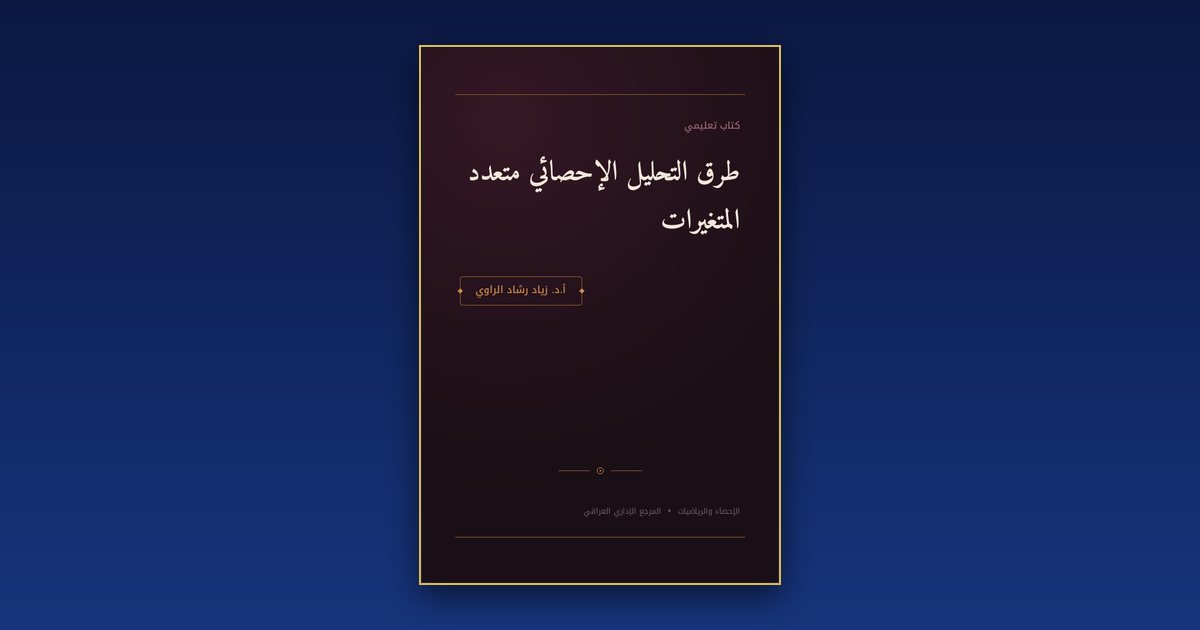 كتاب تعليمي
طرق التحليل الإحصائي متعدد
المتغيرات
أ.د. زياد رشاد الراوي
الإحصاء والرياضيات • المرجع الإداري العراقي